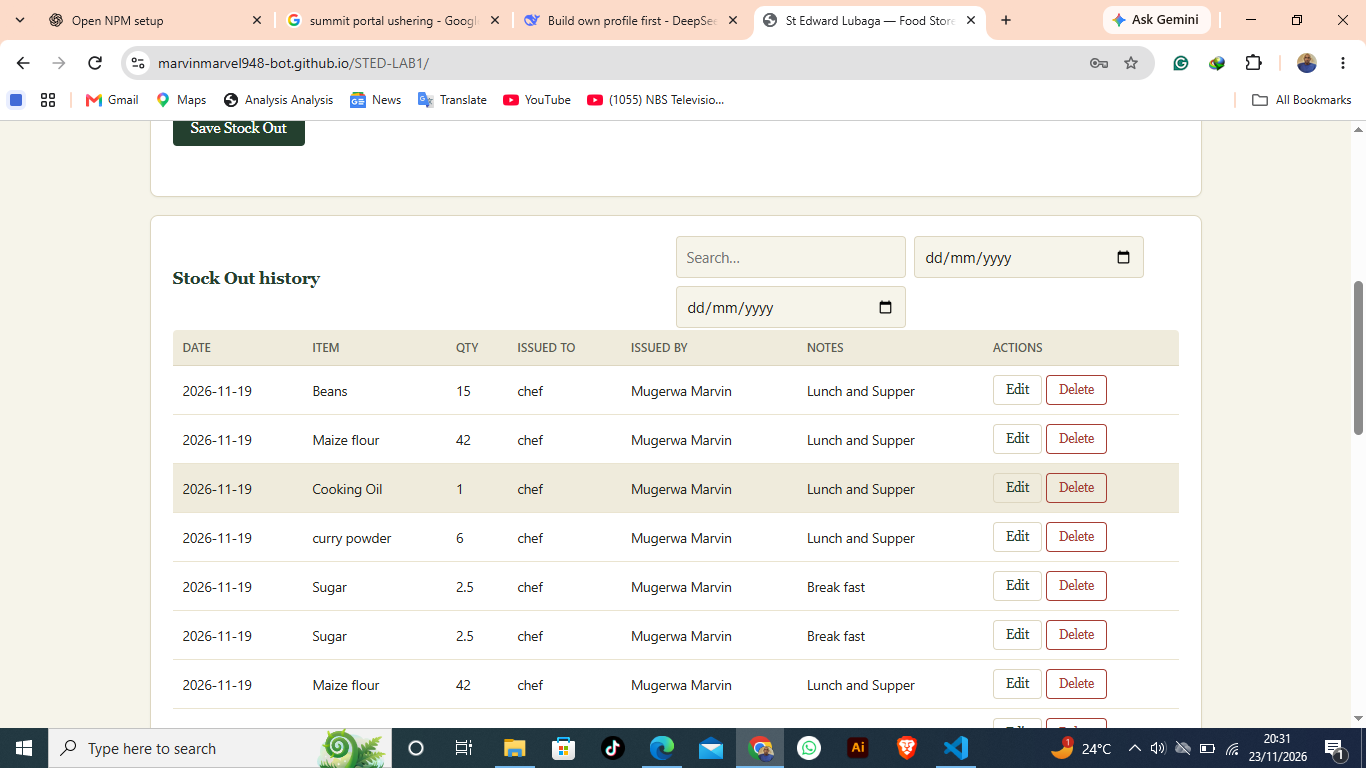 Open NPM setup
summit portal ushering - Google
Build own profile first - DeepSee
St Edward Lubaga — Food Store
Ask Gemini
marvinmarvel948-bot.github.io/STED-LAB1/
Gmail
Maps
Analysis Analysis
News
Translate
YouTube
(1055) NBS Televisio...
All Bookmarks
Save Stock Out
Stock Out history
Search...
dd/mm/yyyy
dd/mm/yyyy
DATE ITEM QTY ISSUED TO ISSUED BY NOTES ACTIONS
2026-11-19 Beans 15 chef Mugerwa Marvin Lunch and Supper Edit Delete
2026-11-19 Maize flour 42 chef Mugerwa Marvin Lunch and Supper Edit Delete
2026-11-19 Cooking Oil 1 chef Mugerwa Marvin Lunch and Supper Edit Delete
2026-11-19 curry powder 6 chef Mugerwa Marvin Lunch and Supper Edit Delete
2026-11-19 Sugar 2.5 chef Mugerwa Marvin Break fast Edit Delete
2026-11-19 Sugar 2.5 chef Mugerwa Marvin Break fast Edit Delete
2026-11-19 Maize flour 42 chef Mugerwa Marvin Lunch and Supper Edit Delete
Type here to search
Ai
1
24°C
20:31
23/11/2026
1